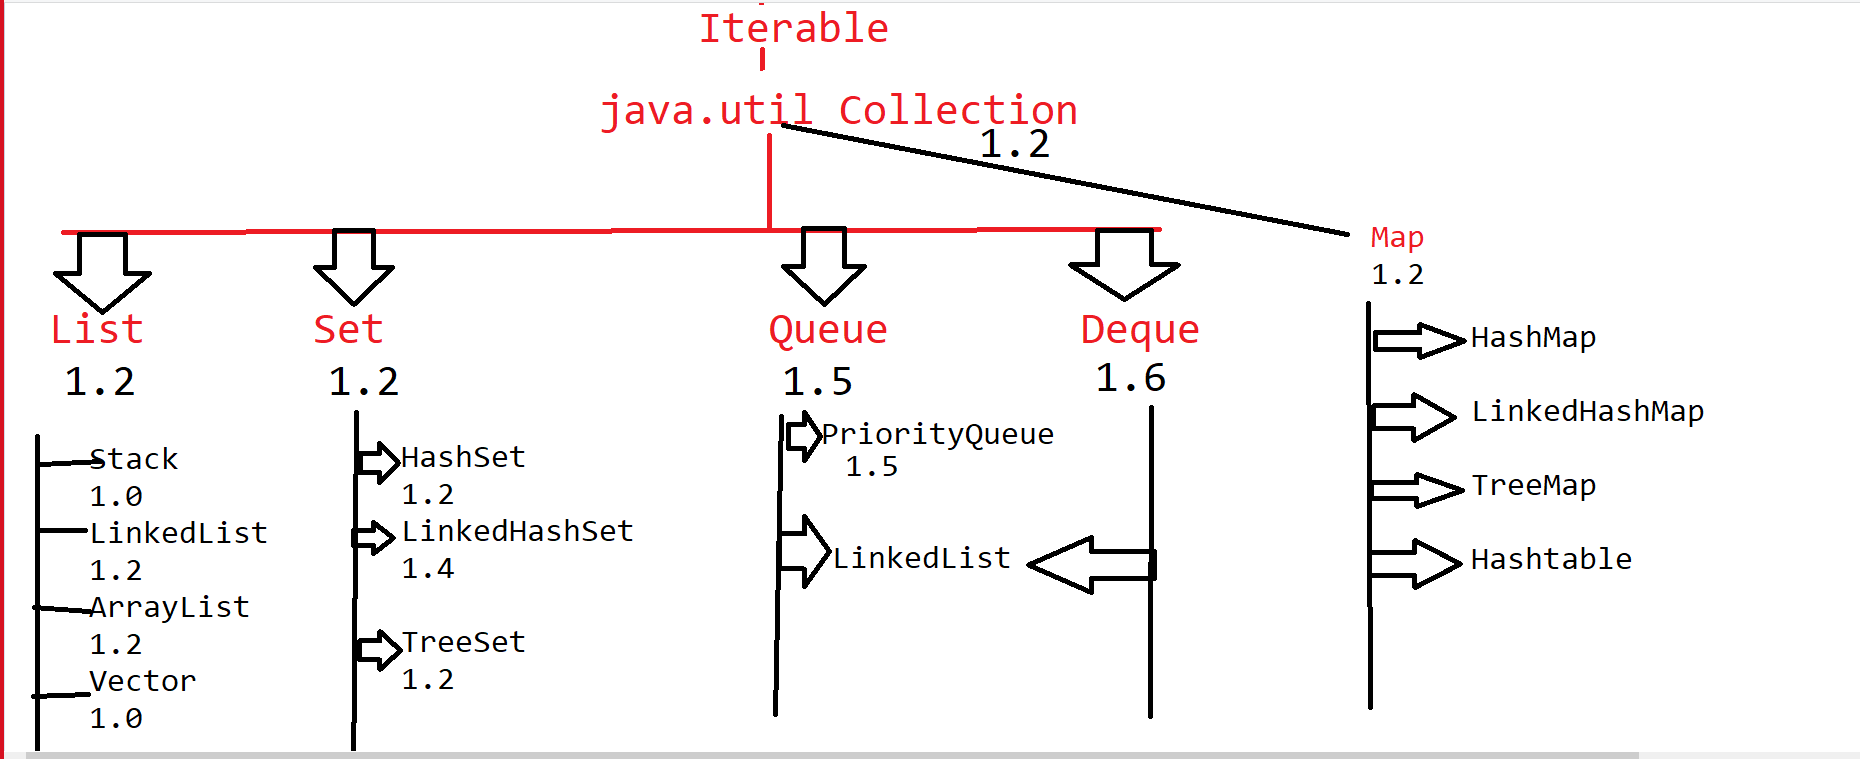 Iterable
java.util Collection
1.2
List
1.2
Stack
1.0
LinkedList
1.2
ArrayList
1.2
Vector
1.0
Set
1.2
HashSet
1.2
LinkedHashSet
1.4
TreeSet
1.2
Queue
1.5
PriorityQueue
1.5
LinkedList
Deque
1.6
Map
1.2
HashMap
LinkedHashMap
TreeMap
Hashtable